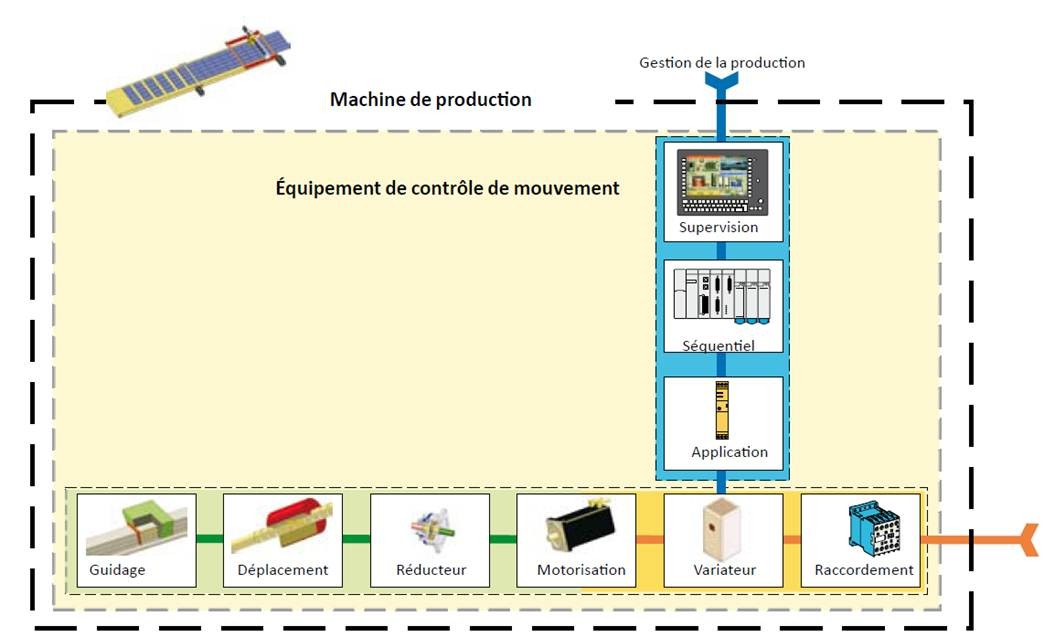 Gestion de la production
Machine de production
Équipement de contrôle de mouvement
Supervision
Séquentiel
Application
Guidage
Déplacement
Réducteur
Motorisation
Variateur
Raccordement